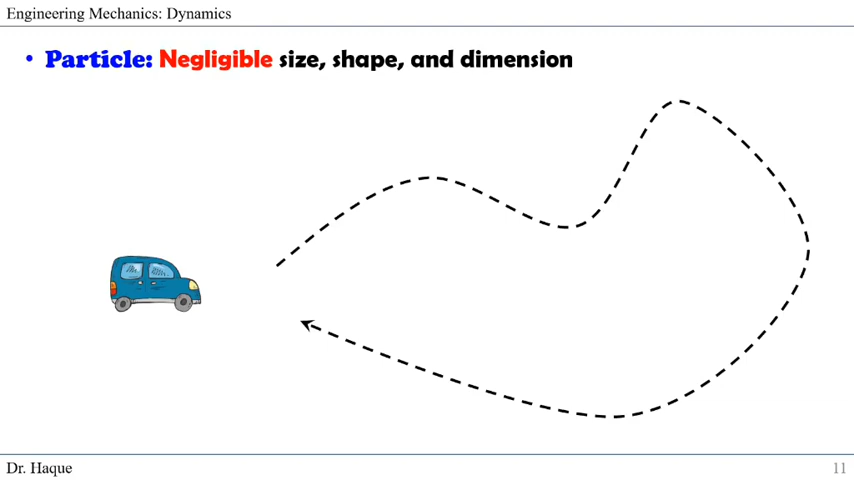 Engineering Mechanics: Dynamics
• Particle: Negligible size, shape, and dimension
Dr. Haque
11